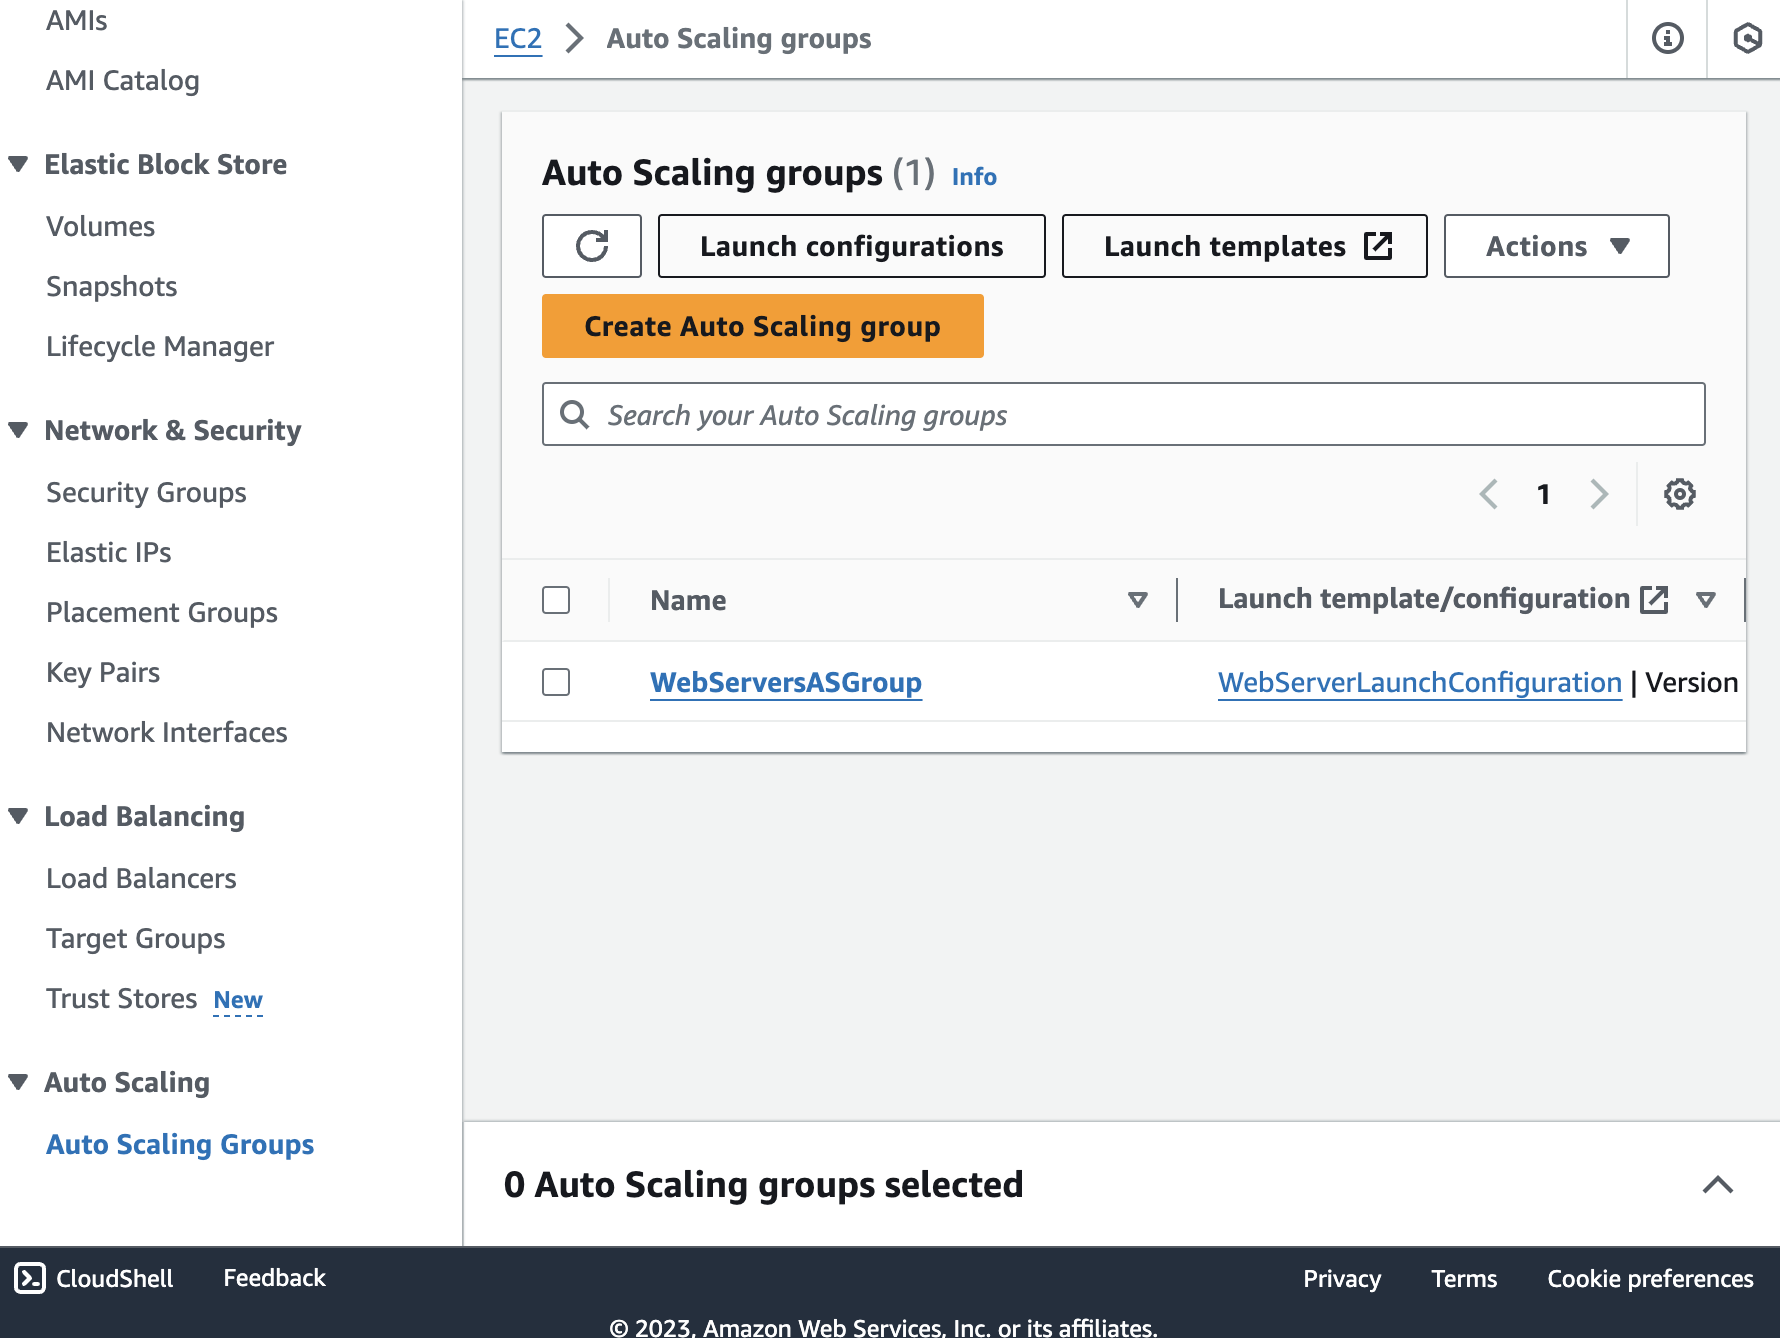 AMIs
AMI Catalog
Elastic Block Store
Volumes
Snapshots
Lifecycle Manager
Network & Security
Security Groups
Elastic IPs
Placement Groups
Key Pairs
Network Interfaces
Load Balancing
Load Balancers
Target Groups
Trust Stores New
Auto Scaling
Auto Scaling Groups
EC2 > Auto Scaling groups
Auto Scaling groups (1) Info
Launch configurations
Launch templates
Actions
Create Auto Scaling group
Search your Auto Scaling groups
1
Name
Launch template/configuration
WebServersASGroup
WebServerLaunchConfiguration | Version
0 Auto Scaling groups selected
CloudShell
Feedback
Privacy
Terms
Cookie preferences
© 2023, Amazon Web Services, Inc. or its affiliates.